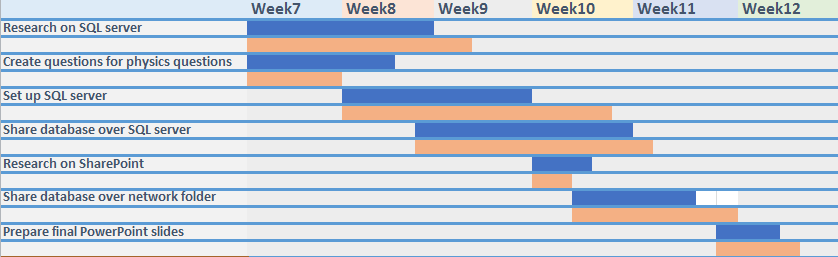 Week7 Week8 Week9 Week10 Week11 Week12
Research on SQL server
Create questions for physics questions
Set up SQL server
Share database over SQL server
Research on SharePoint
Share database over network folder
Prepare final PowerPoint slides